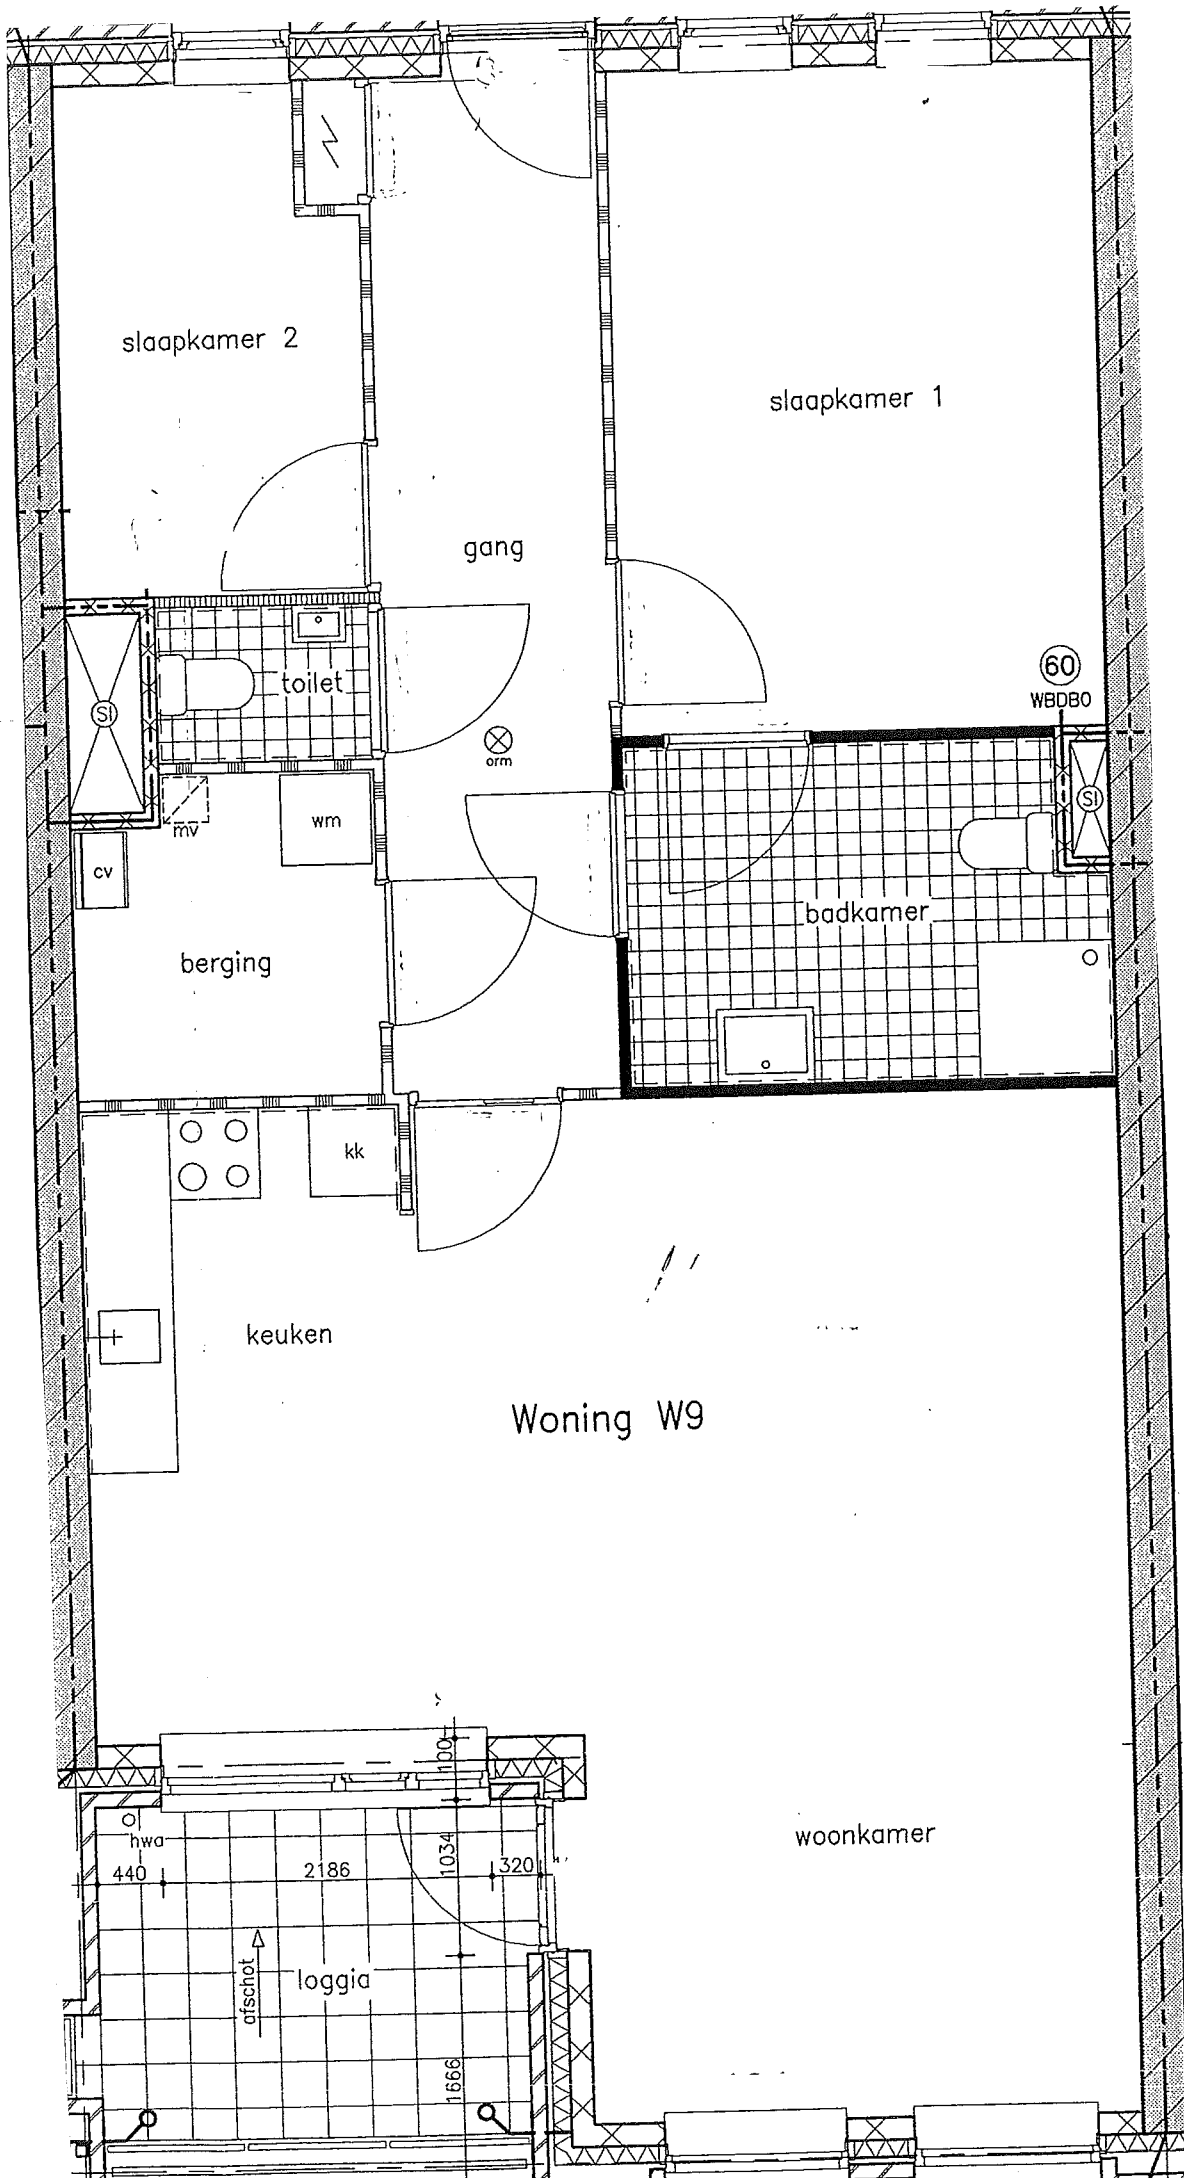 slaapkamer 2
slaapkamer 1
gang
60
WBDBO
toilet
SI
orm
SI
mv
wm
cv
badkamer
berging
kk
keuken
Woning W9
100
woonkamer
hwa
1034
440
2186
320
afschot
loggia
1666